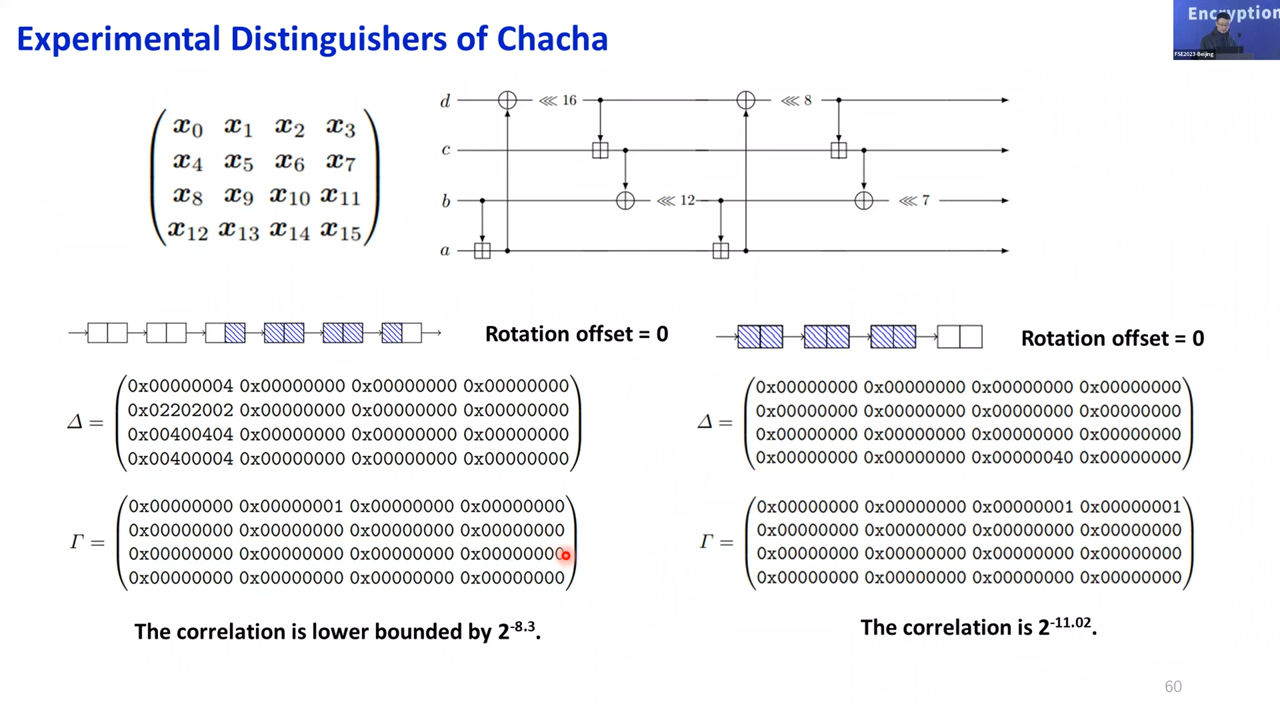 Experimental Distinguishers of Chacha
Encryption
FSE2023-Beijing
x0 x1 x2 x3
x4 x5 x6 x7
x8 x9 x10 x11
x12 x13 x14 x15
d ⋘ 16 ⋘ 8
c
b ⋘ 12 ⋘ 7
a
Rotation offset = 0
Δ =
0x00000004 0x00000000 0x00000000 0x00000000
0x02202002 0x00000000 0x00000000 0x00000000
0x00400404 0x00000000 0x00000000 0x00000000
0x00400004 0x00000000 0x00000000 0x00000000
Γ =
0x00000000 0x00000001 0x00000000 0x00000000
0x00000000 0x00000000 0x00000000 0x00000000
0x00000000 0x00000000 0x00000000 0x00000000
0x00000000 0x00000000 0x00000000 0x00000000
The correlation is lower bounded by 2^-8.3.
Rotation offset = 0
Δ =
0x00000000 0x00000000 0x00000000 0x00000000
0x00000000 0x00000000 0x00000000 0x00000000
0x00000000 0x00000000 0x00000000 0x00000000
0x00000000 0x00000000 0x00000040 0x00000000
Γ =
0x00000000 0x00000000 0x00000001 0x00000001
0x00000000 0x00000000 0x00000000 0x00000000
0x00000000 0x00000000 0x00000000 0x00000000
0x00000000 0x00000000 0x00000000 0x00000000
The correlation is 2^-11.02.
60